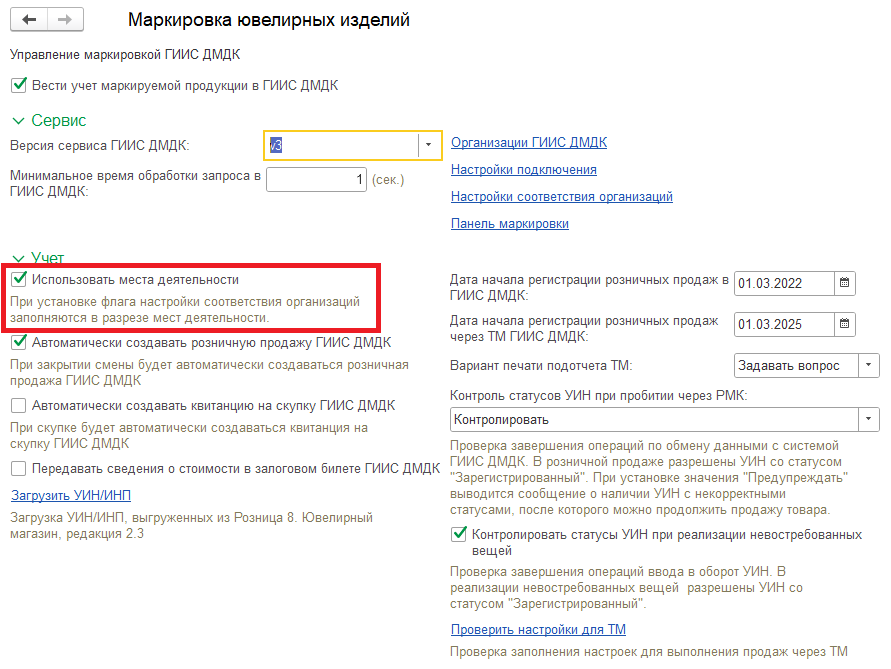 Маркировка ювелирных изделий
Управление маркировкой ГИИС ДМДК
Вести учет маркируемой продукции в ГИИС ДМДК
Сервис
Версия сервиса ГИИС ДМДК:
v3
Минимальное время обработки запроса в
ГИИС ДМДК:
1
(сек.)
Организации ГИИС ДМДК
Настройки подключения
Настройки соответствия организаций
Панель маркировки
Учет
Использовать места деятельности
При установке флага настройки соответствия организаций
заполняются в разрезе мест деятельности.
Автоматически создавать розничную продажу ГИИС ДМДК
При закрытии смены будет автоматически создаваться розничная
продажа ГИИС ДМДК
Автоматически создавать квитанцию на скупку ГИИС ДМДК
При скупке будет автоматически создаваться квитанция на
скупку ГИИС ДМДК
Передавать сведения о стоимости в залоговом билете ГИИС ДМДК
Загрузить УИН/ИНП
Загрузка УИН/ИНП, выгруженных из Розница 8. Ювелирный
магазин, редакция 2.3
Дата начала регистрации розничных продаж в
ГИИС ДМДК:
01.03.2022
Дата начала регистрации розничных продаж
через ТМ ГИИС ДМДК:
01.03.2025
Вариант печати подотчета ТМ:
Задавать вопрос
Контроль статусов УИН при пробитии через РМК:
Контролировать
Проверка завершения операций по обмену данными с системой
ГИИС ДМДК. В розничной продаже разрешены УИН со статусом
"Зарегистрированный". При установке значения "Предупреждать"
выводится сообщение о наличии УИН с некорректными
статусами, после которого можно продолжить продажу товара.
Контролировать статусы УИН при реализации невостребованных
вещей
Проверка завершения операций ввода в оборот УИН. В
реализации невостребованных вещей разрешены УИН со
статусом "Зарегистрированный".
Проверить настройки для ТМ
Проверка заполнения настроек для выполнения продаж через ТМ